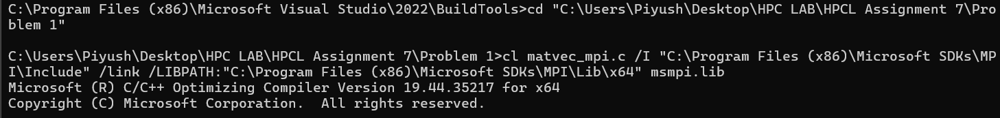 C:\Program Files (x86)\Microsoft Visual Studio\2022\BuildTools>cd "C:\Users\Piyush\Desktop\HPC LAB\HPCL Assignment 7\Pro
blem 1"
C:\Users\Piyush\Desktop\HPC LAB\HPCL Assignment 7\Problem 1>cl matvec_mpi.c /I "C:\Program Files (x86)\Microsoft SDKs\MP
I\Include" /link /LIBPATH:"C:\Program Files (x86)\Microsoft SDKs\MPI\Lib\x64" msmpi.lib
Microsoft (R) C/C++ Optimizing Compiler Version 19.44.35217 for x64
Copyright (C) Microsoft Corporation.  All rights reserved.